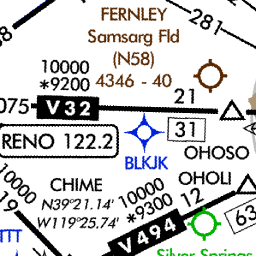 FERNLEY
Samsarg Fld
(N58)
4346 - 40
281
10000
*9200
21
075
V32
RENO 122.2
31
BLKJK
OHOSO
OHOLI
CHIME
N39°21.14'
W119°25.74'
10000
*9300
12
10000
19
V494
63
TTT
Silver Springs